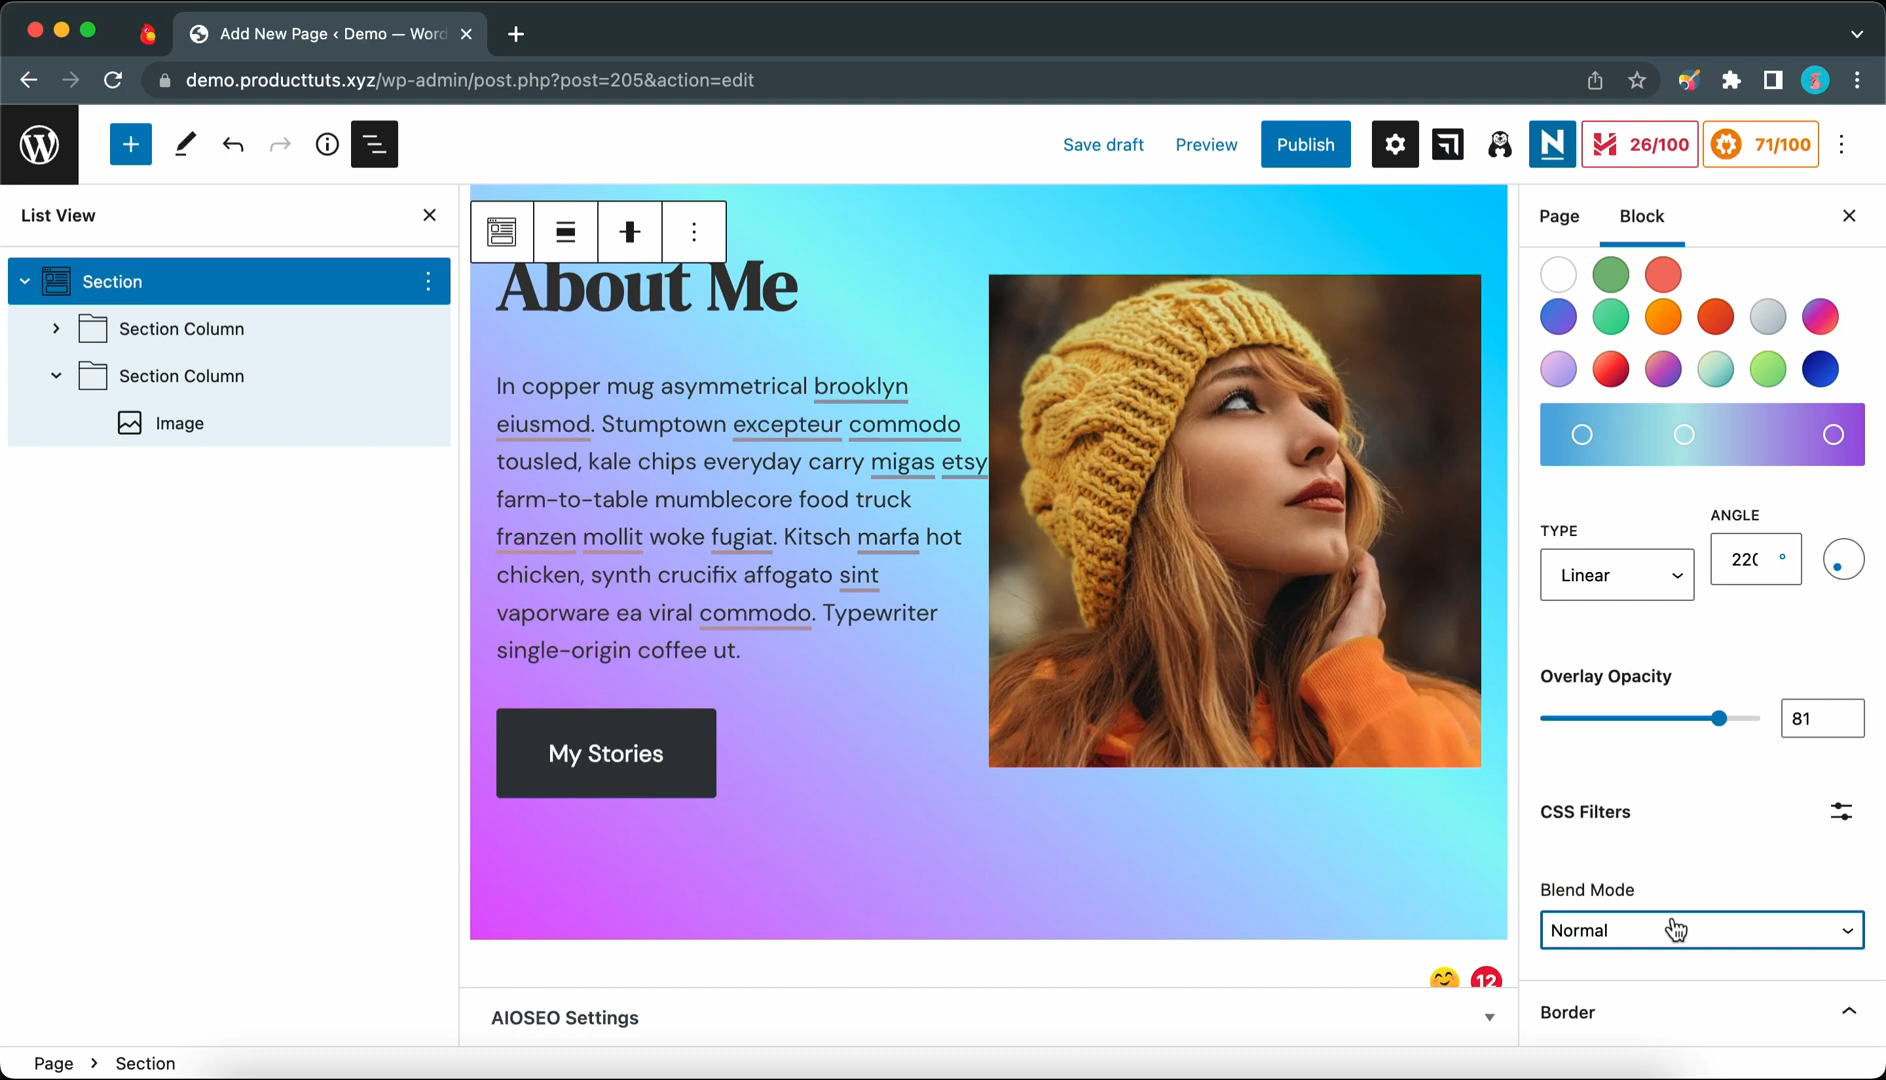 Add New Page ‹ Demo — Word
demo.producttuts.xyz/wp-admin/post.php?post=205&action=edit
Save draft
Preview
Publish
26/100
71/100
List View
Section
Section Column
Section Column
Image
About Me
In copper mug asymmetrical brooklyn
eiusmod. Stumptown excepteur commodo
tousled, kale chips everyday carry migas etsy
farm-to-table mumblecore food truck
franzen mollit woke fugiat. Kitsch marfa hot
chicken, synth crucifix affogato sint
vaporware ea viral commodo. Typewriter
single-origin coffee ut.
My Stories
12
AIOSEO Settings
Page
Block
TYPE
Linear
ANGLE
220 °
Overlay Opacity
81
CSS Filters
Blend Mode
Normal
Border
Page › Section